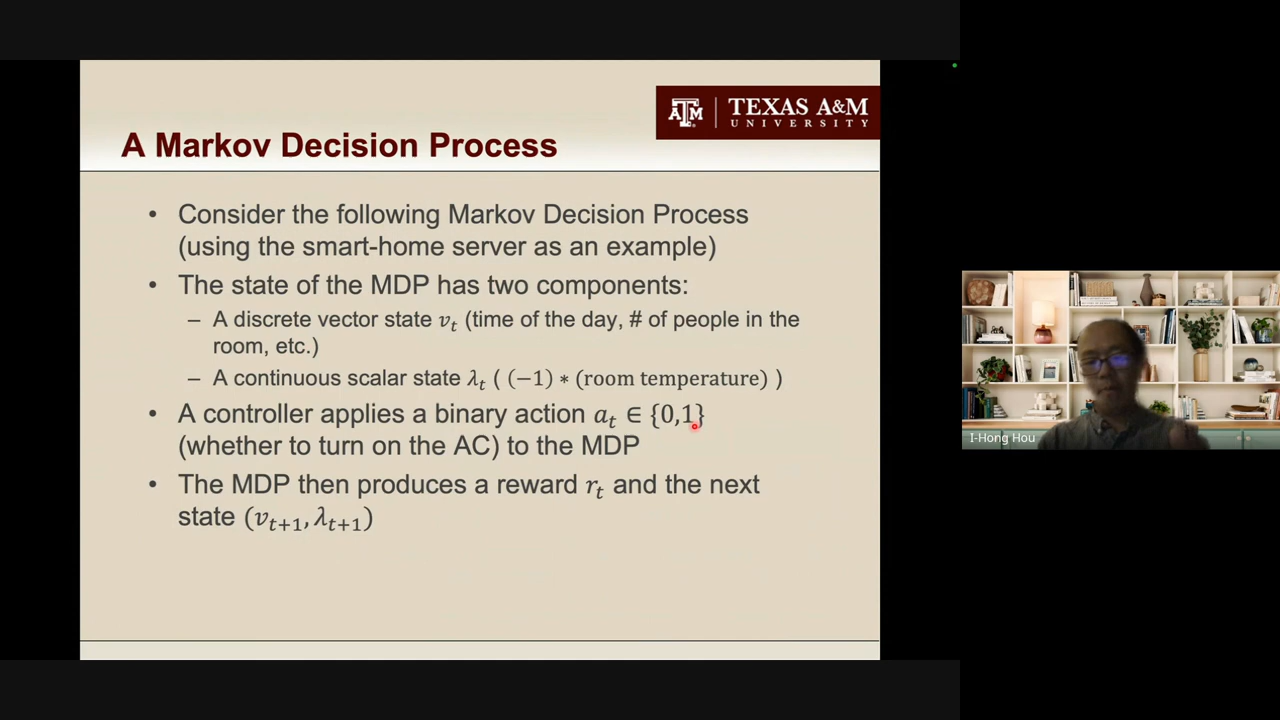 TEXAS A&M
UNIVERSITY
A Markov Decision Process
• Consider the following Markov Decision Process
(using the smart-home server as an example)
• The state of the MDP has two components:
– A discrete vector state 𝑣ₜ (time of the day, # of people in the
room, etc.)
– A continuous scalar state λₜ ( (−1) ∗ (room temperature) )
• A controller applies a binary action 𝑎ₜ ∈ {0,1}
(whether to turn on the AC) to the MDP
• The MDP then produces a reward 𝑟ₜ and the next
state (𝑣ₜ₊₁, λₜ₊₁)
I-Hong Hou